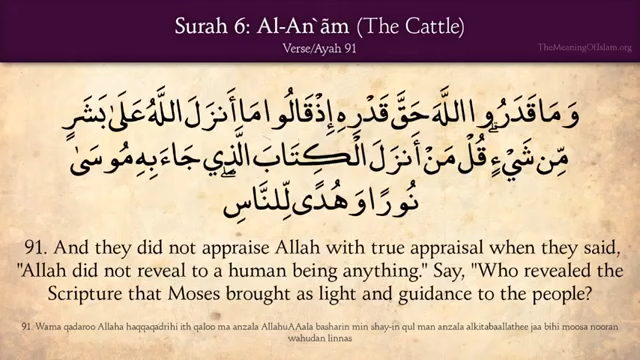 Surah 6: Al-An`ãm (The Cattle)
Verse/Ayah 91
TheMeaningOfIslam.org
وَمَا قَدَرُوا اللَّهَ حَقَّ قَدْرِهِ إِذْ قَالُوا مَا أَنزَلَ اللَّهُ عَلَىٰ بَشَرٍ
مِّن شَيْءٍ ۗ قُلْ مَنْ أَنزَلَ الْكِتَابَ الَّذِي جَاءَ بِهِ مُوسَىٰ
نُورًا وَهُدًى لِّلنَّاسِ ۖ
91. And they did not appraise Allah with true appraisal when they said,
"Allah did not reveal to a human being anything." Say, "Who revealed the
Scripture that Moses brought as light and guidance to the people?
91. Wama qadaroo Allaha haqqaqadrihi ith qaloo ma anzala AllahuAAala basharin min shay-in qul man anzala alkitabaallathee jaa bihi moosa nooran
wahudan linnas